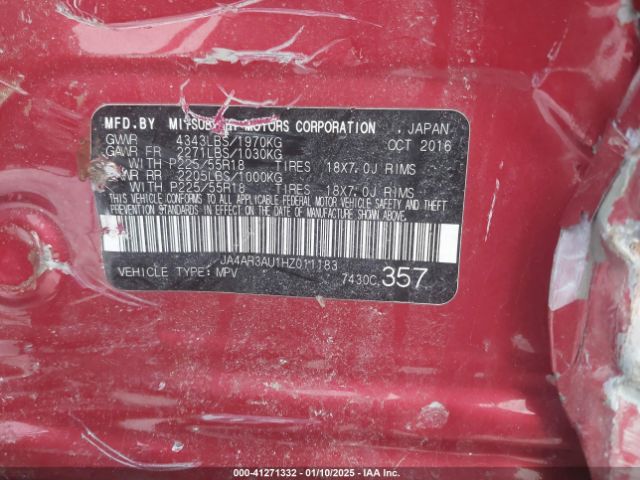 MFD.BY MITSUBISHI MOTORS CORPORATION , JAPAN
GVWR 4343LBS/1970KG OCT 2016
GAWR FR 2271LBS/1030KG
WITH P225/55R18 TIRES 18X7.0J RIMS
GAWR RR 2205LBS/1000KG
WITH P225/55R18 TIRES 18X7.0J RIMS
THIS VEHICLE CONFORMS TO ALL APPLICABLE FEDERAL MOTOR VEHICLE SAFETY AND THEFT
PREVENTION STANDARDS IN EFFECT ON THE DATE OF MANUFACTURE SHOWN ABOVE.
JA4AR3AU1HZ011183
VEHICLE TYPE: MPV 7430C 357
000-41271332 - 01/10/2025 - IAA Inc.